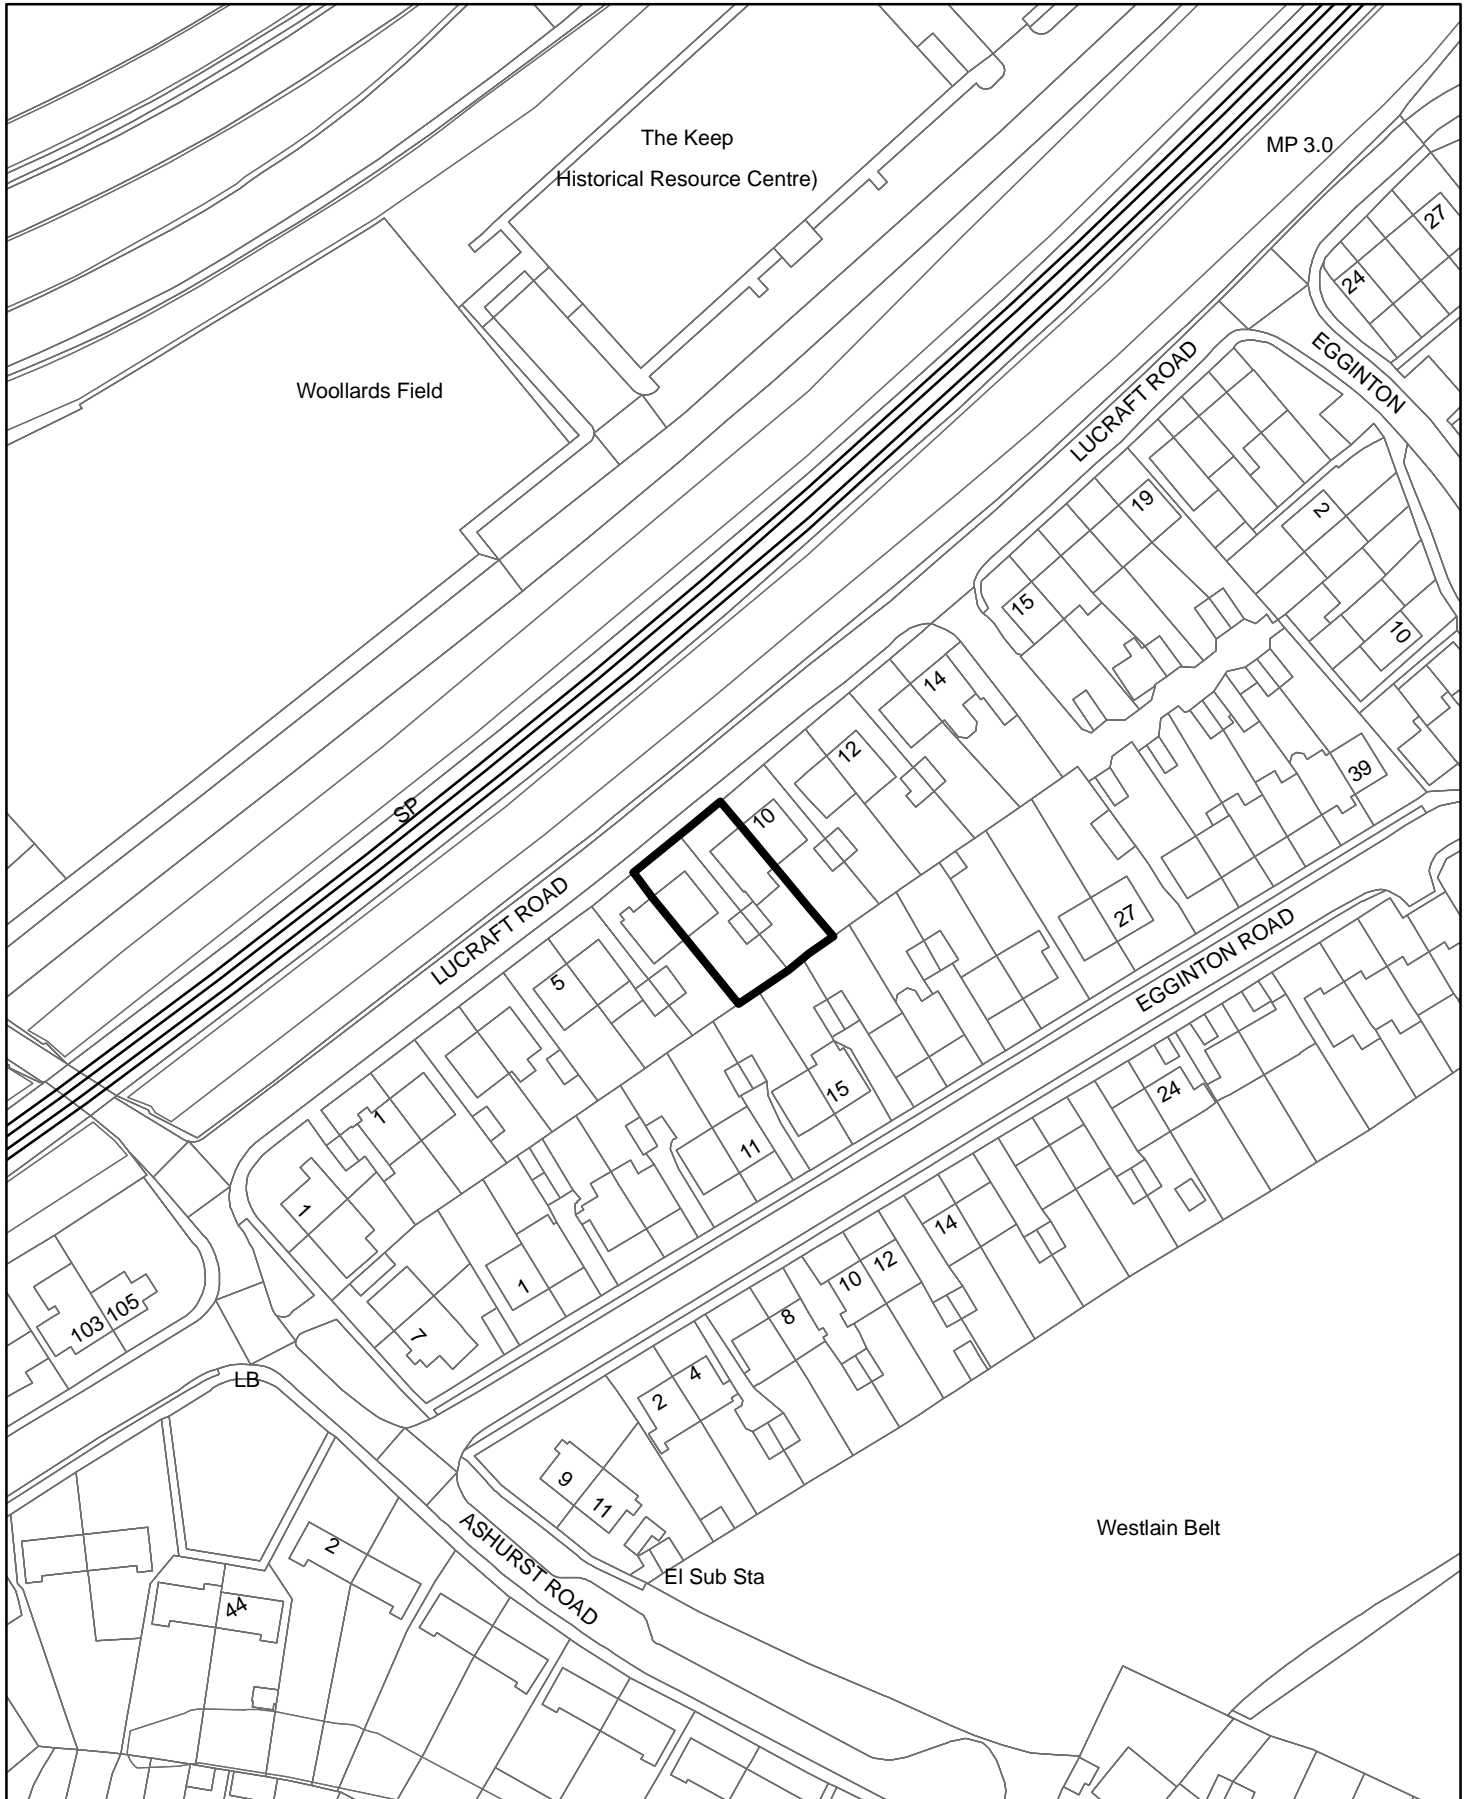 The Keep
Historical Resource Centre)
MP 3.0
27
24
EGGINTON
LUCRAFT ROAD
Woollards Field
19
2
15
10
14
12
39
SP
10
LUCRAFT ROAD
27
EGGINTON ROAD
5
15
24
1
11
1
14
12
10
1
103
105
8
7
LB
4
2
9
11
ASHURST ROAD
Westlain Belt
2
El Sub Sta
44